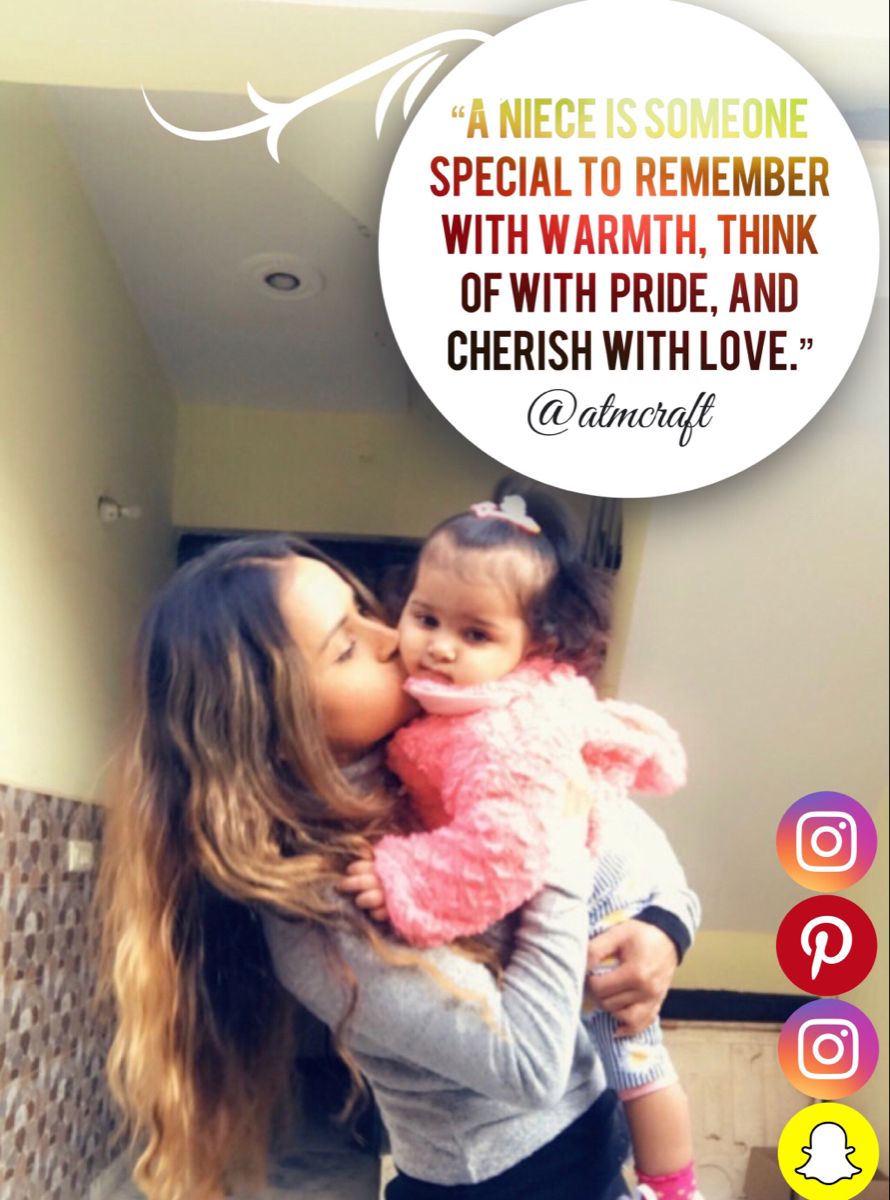 “A NIECE IS SOMEONE
SPECIAL TO REMEMBER
WITH WARMTH, THINK
OF WITH PRIDE, AND
CHERISH WITH LOVE.”
@atmcraft